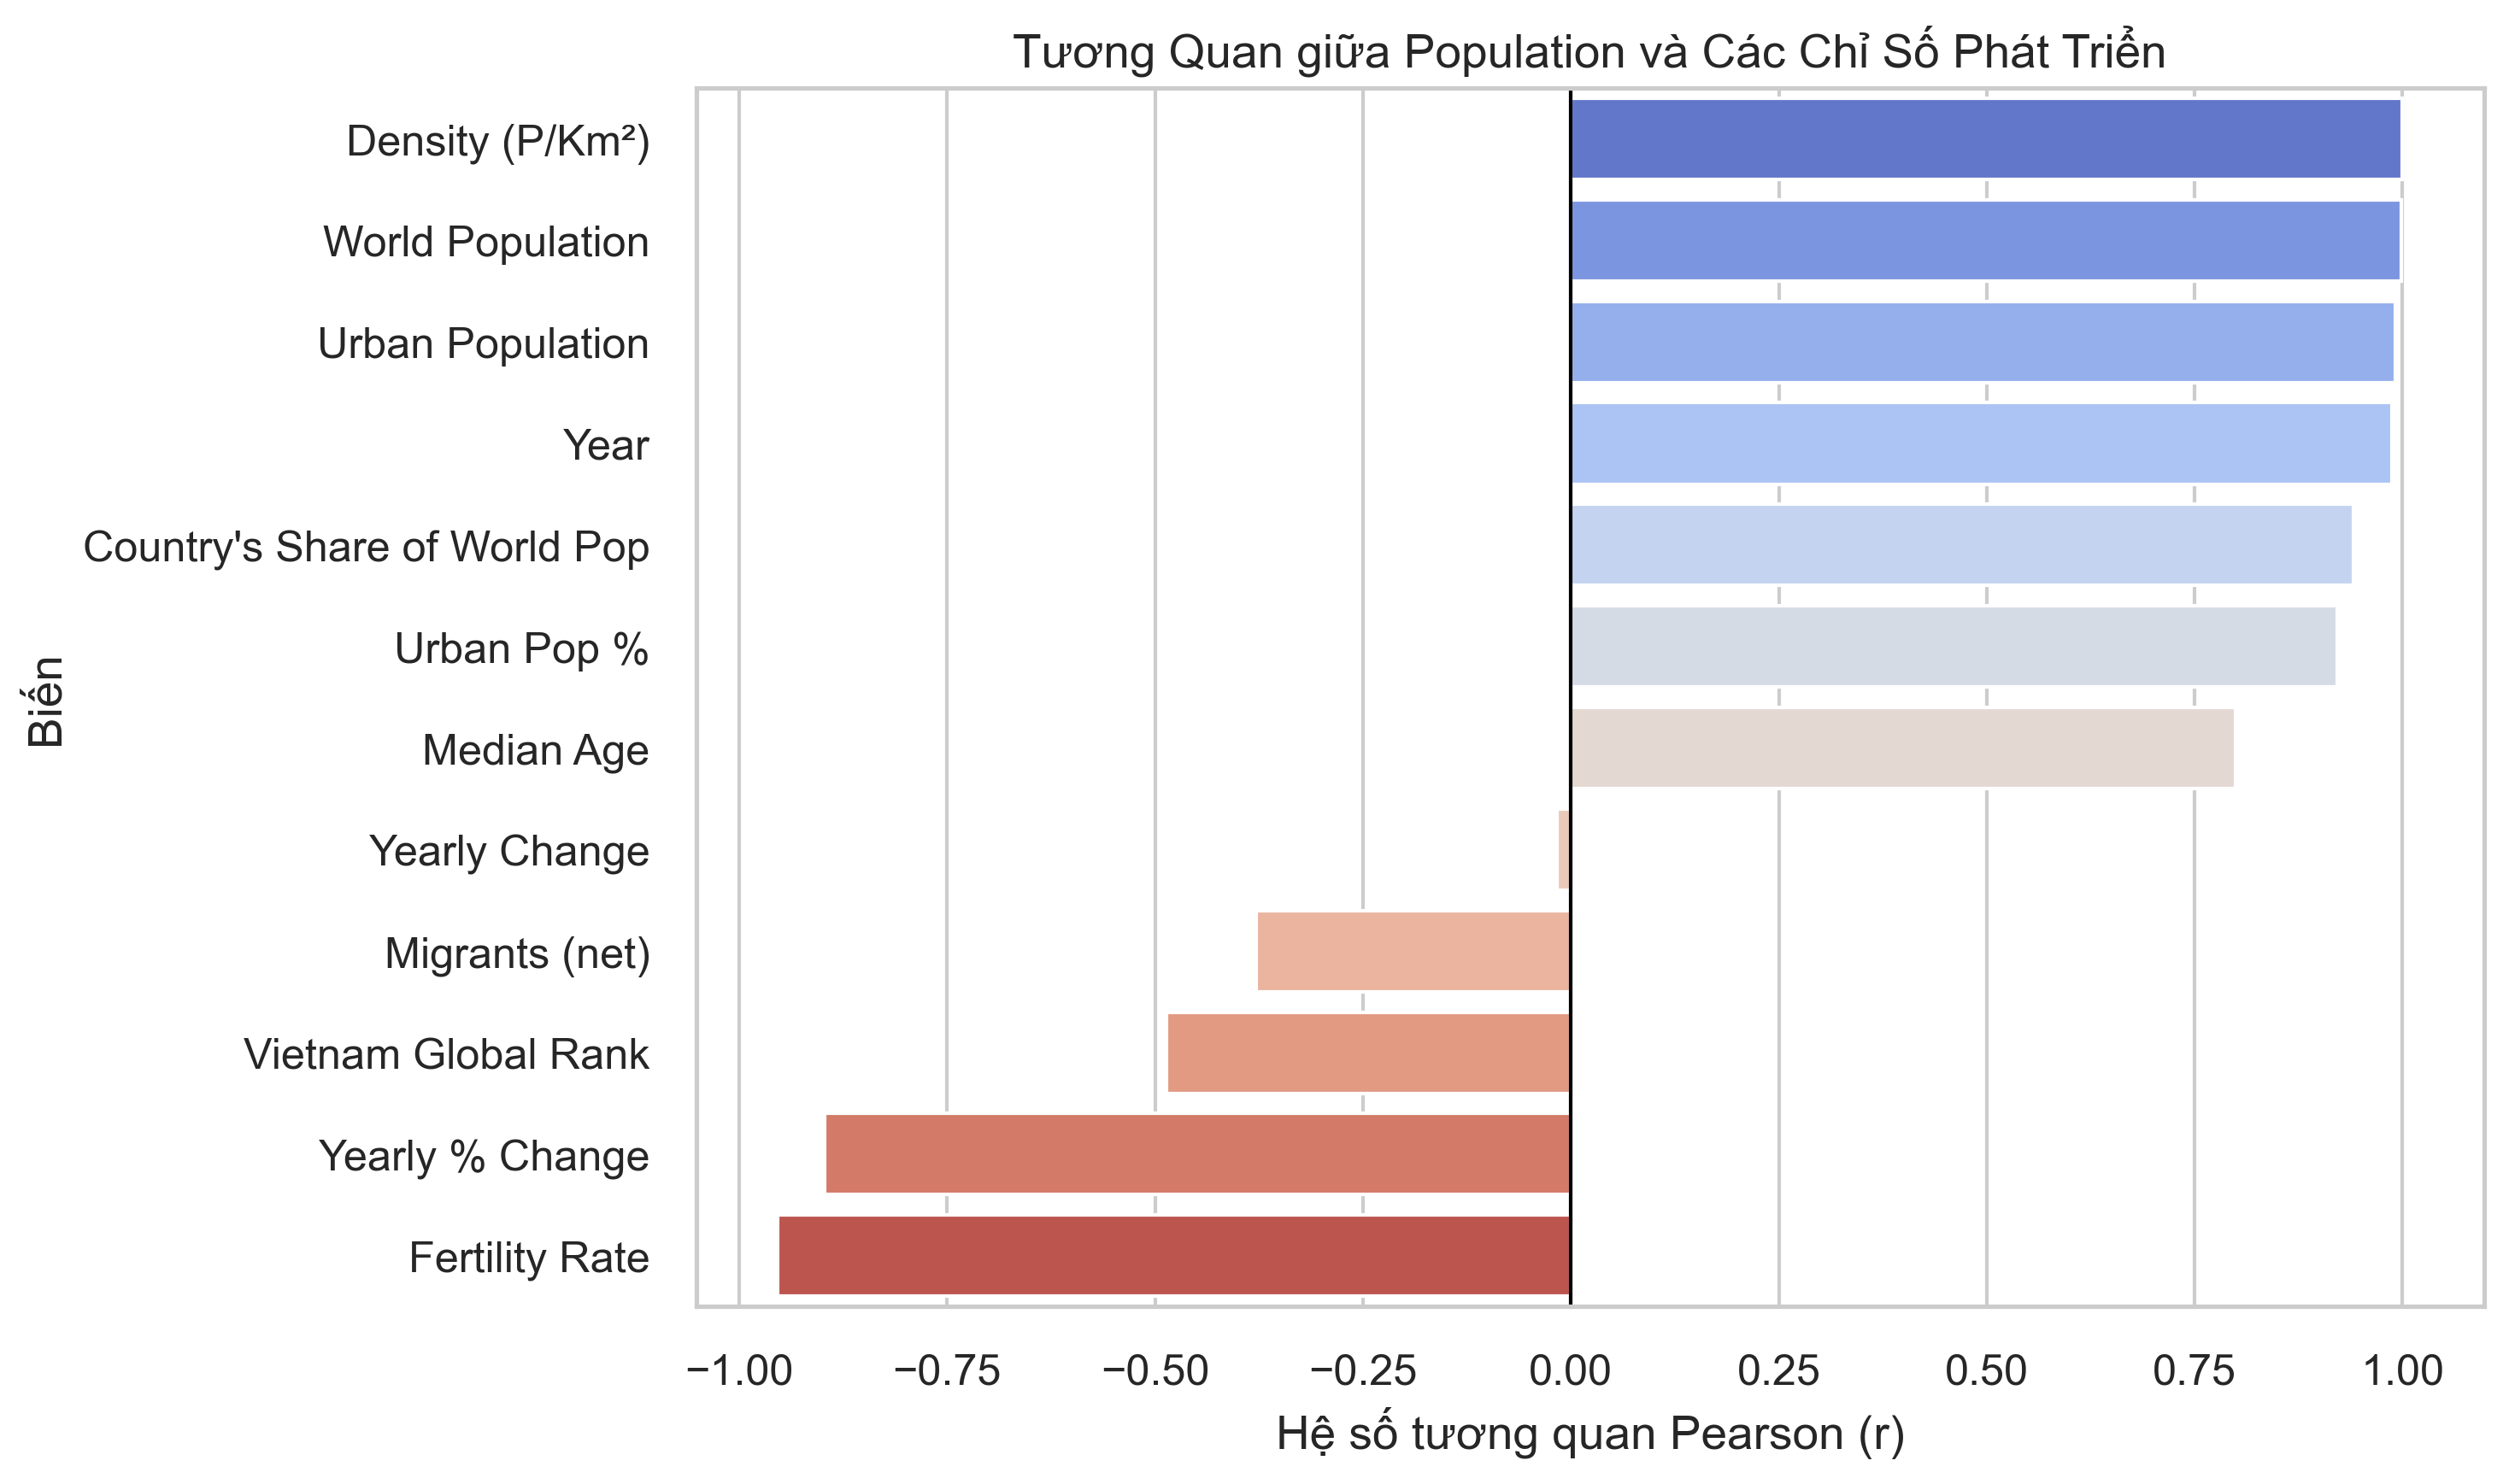 Tương Quan giữa Population và Các Chỉ Số Phát Triển
Density (P/Km²)
World Population
Urban Population
Year
Country's Share of World Pop
Urban Pop %
Median Age
Yearly Change
Migrants (net)
Vietnam Global Rank
Yearly % Change
Fertility Rate
Biến
−1.00 −0.75 −0.50 −0.25 0.00 0.25 0.50 0.75 1.00
Hệ số tương quan Pearson (r)